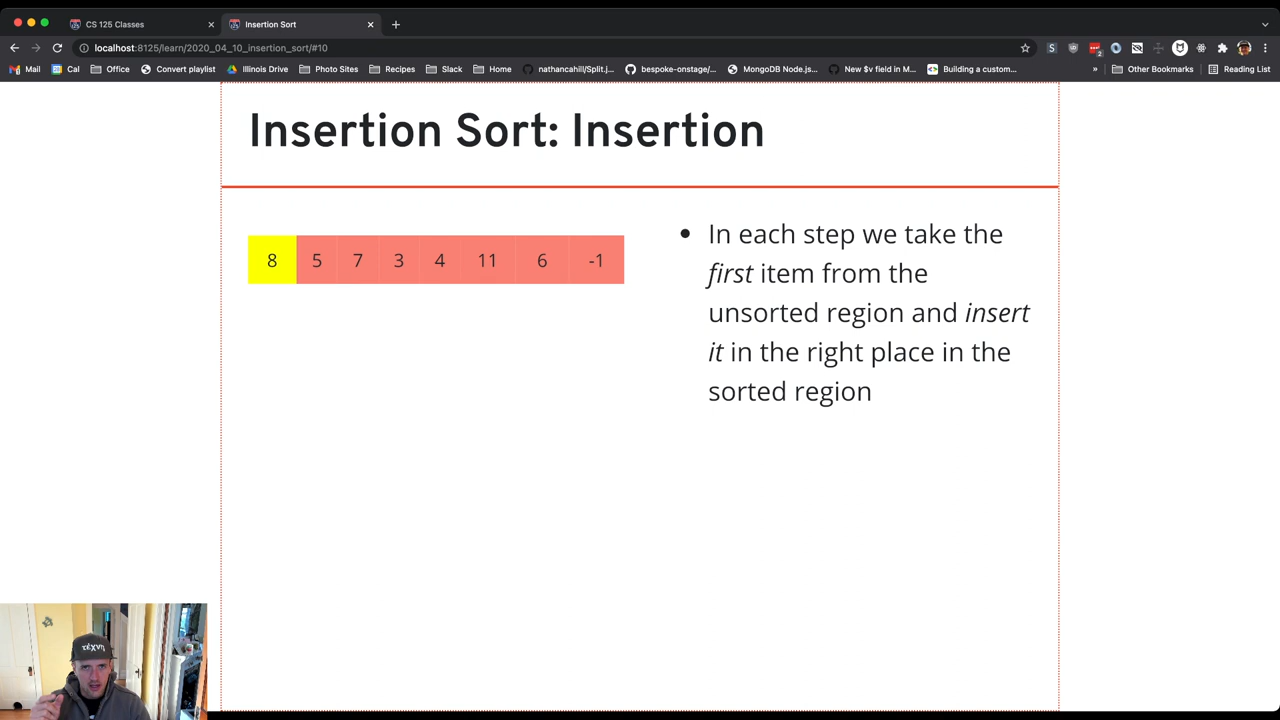 CS 125 Classes
Insertion Sort
localhost:8125/learn/2020_04_10_insertion_sort/#10
Mail Cal Office Convert playlist Illinois Drive Photo Sites Recipes Slack Home nathancahill/Split.j... bespoke-onstage/... MongoDB Node.js... New $v field in M... Building a custom... » Other Bookmarks Reading List
Insertion Sort: Insertion
8 5 7 3 4 11 6 -1
• In each step we take the
first item from the
unsorted region and insert
it in the right place in the
sorted region